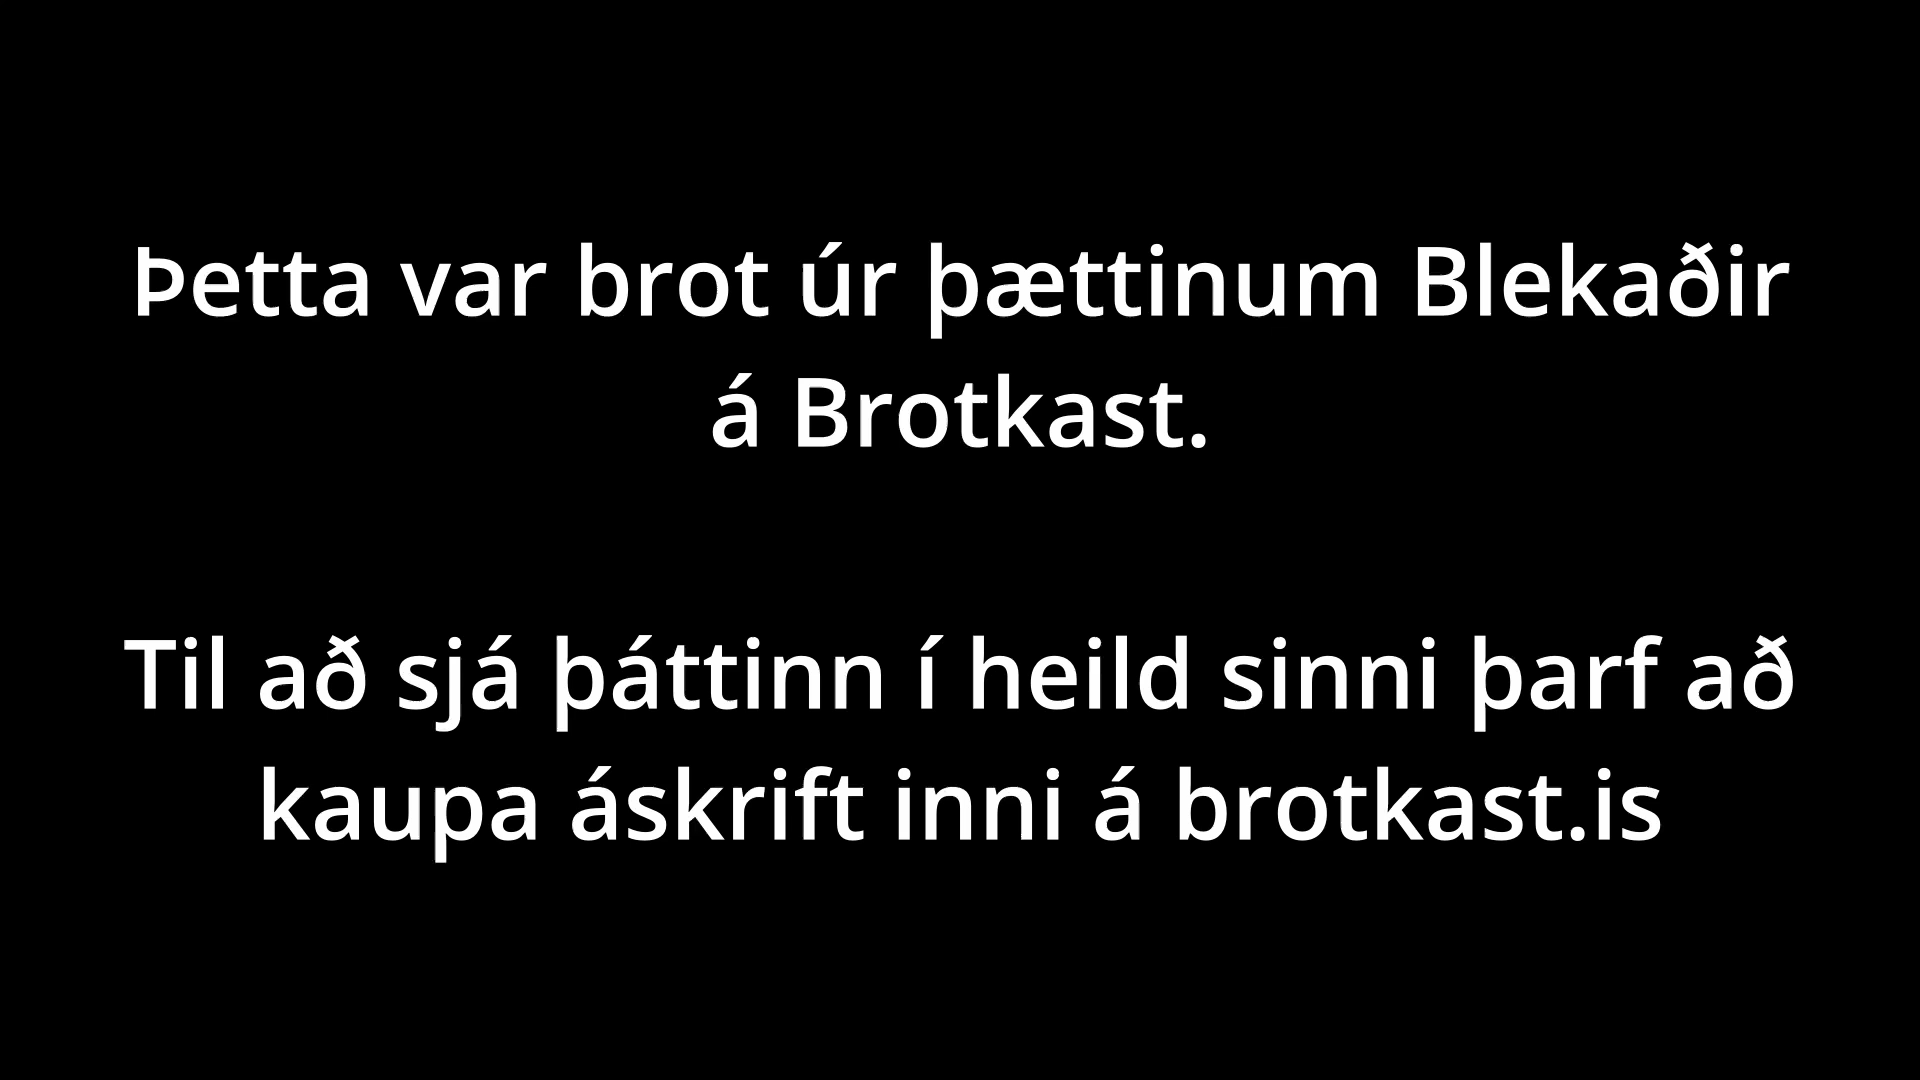 Þetta var brot úr þættinum Blekaðir
á Brotkast.
Til að sjá þáttinn í heild sinni þarf að
kaupa áskrift inni á brotkast.is